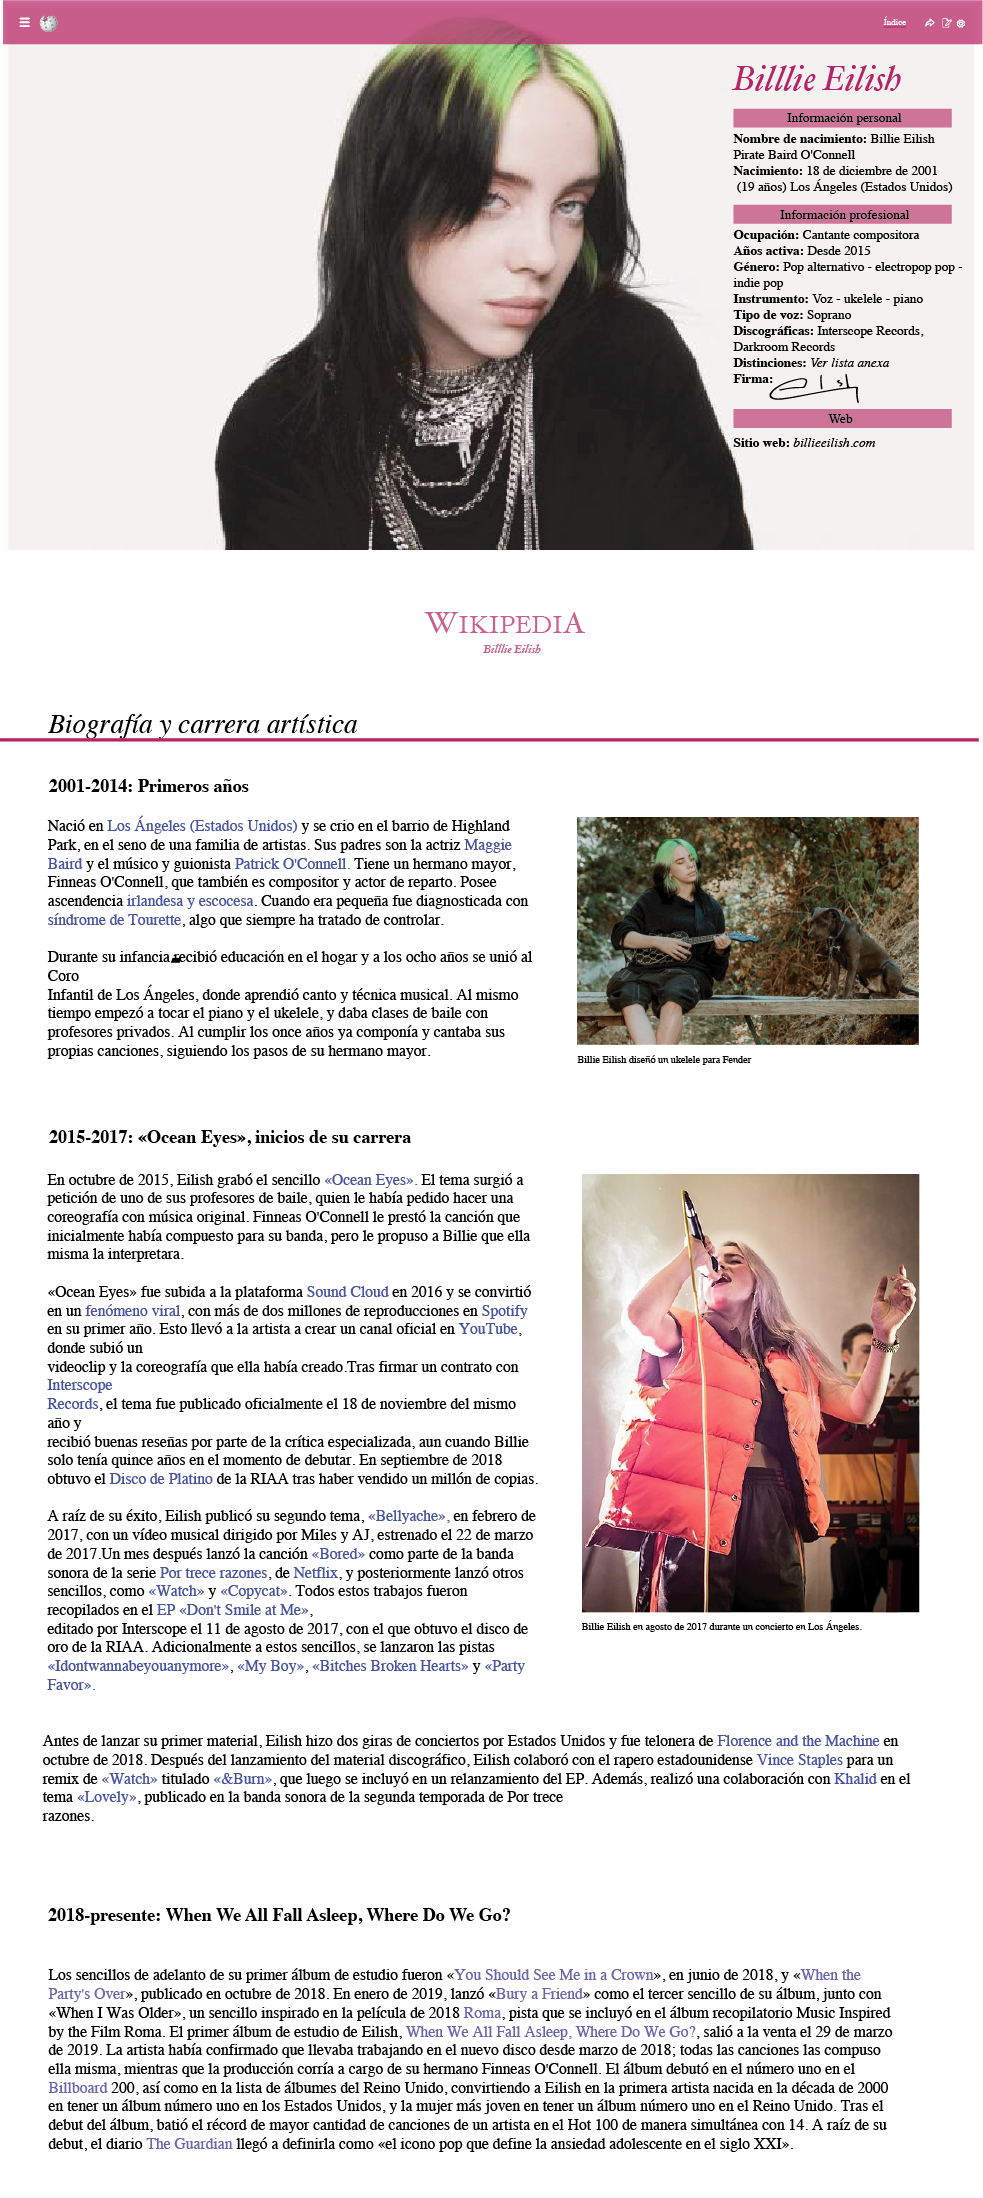 Índice
Billlie Eilish
Información personal
Nombre de nacimiento: Billie Eilish
Pirate Baird O'Connell
Nacimiento: 18 de diciembre de 2001
(19 años) Los Ángeles (Estados Unidos)
Información profesional
Ocupación: Cantante compositora
Años activa: Desde 2015
Género: Pop alternativo - electropop pop -
indie pop
Instrumento: Voz - ukelele - piano
Tipo de voz: Soprano
Discográficas: Interscope Records,
Darkroom Records
Distinciones: Ver lista anexa
Firma:
Web
Sitio web: billieeilish.com
WIKIPEDIA
Billlie Eilish
Biografía y carrera artística
2001-2014: Primeros años
Nació en Los Ángeles (Estados Unidos) y se crio en el barrio de Highland
Park, en el seno de una familia de artistas. Sus padres son la actriz Maggie
Baird y el músico y guionista Patrick O'Connell. Tiene un hermano mayor,
Finneas O'Connell, que también es compositor y actor de reparto. Posee
ascendencia irlandesa y escocesa. Cuando era pequeña fue diagnosticada con
síndrome de Tourette, algo que siempre ha tratado de controlar.
Durante su infancia recibió educación en el hogar y a los ocho años se unió al
Coro
Infantil de Los Ángeles, donde aprendió canto y técnica musical. Al mismo
tiempo empezó a tocar el piano y el ukelele, y daba clases de baile con
profesores privados. Al cumplir los once años ya componía y cantaba sus
propias canciones, siguiendo los pasos de su hermano mayor.
Billie Eilish diseñó un ukelele para Fender
2015-2017: «Ocean Eyes», inicios de su carrera
En octubre de 2015, Eilish grabó el sencillo «Ocean Eyes». El tema surgió a
petición de uno de sus profesores de baile, quien le había pedido hacer una
coreografía con música original. Finneas O'Connell le prestó la canción que
inicialmente había compuesto para su banda, pero le propuso a Billie que ella
misma la interpretara.
«Ocean Eyes» fue subida a la plataforma Sound Cloud en 2016 y se convirtió
en un fenómeno viral, con más de dos millones de reproducciones en Spotify
en su primer año. Esto llevó a la artista a crear un canal oficial en YouTube,
donde subió un
videoclip y la coreografía que ella había creado.Tras firmar un contrato con
Interscope
Records, el tema fue publicado oficialmente el 18 de noviembre del mismo
año y
recibió buenas reseñas por parte de la crítica especializada, aun cuando Billie
solo tenía quince años en el momento de debutar. En septiembre de 2018
obtuvo el Disco de Platino de la RIAA tras haber vendido un millón de copias.
A raíz de su éxito, Eilish publicó su segundo tema, «Bellyache», en febrero de
2017, con un vídeo musical dirigido por Miles y AJ, estrenado el 22 de marzo
de 2017.Un mes después lanzó la canción «Bored» como parte de la banda
sonora de la serie Por trece razones, de Netflix, y posteriormente lanzó otros
sencillos, como «Watch» y «Copycat». Todos estos trabajos fueron
recopilados en el EP «Don't Smile at Me»,
editado por Interscope el 11 de agosto de 2017, con el que obtuvo el disco de
oro de la RIAA. Adicionalmente a estos sencillos, se lanzaron las pistas
«Idontwannabeyouanymore», «My Boy», «Bitches Broken Hearts» y «Party
Favor».
Billie Eilish en agosto de 2017 durante un concierto en Los Ángeles.
Antes de lanzar su primer material, Eilish hizo dos giras de conciertos por Estados Unidos y fue telonera de Florence and the Machine en
octubre de 2018. Después del lanzamiento del material discográfico, Eilish colaboró con el rapero estadounidense Vince Staples para un
remix de «Watch» titulado «&Burn», que luego se incluyó en un relanzamiento del EP. Además, realizó una colaboración con Khalid en el
tema «Lovely», publicado en la banda sonora de la segunda temporada de Por trece
razones.
2018-presente: When We All Fall Asleep, Where Do We Go?
Los sencillos de adelanto de su primer álbum de estudio fueron «You Should See Me in a Crown», en junio de 2018, y «When the
Party's Over», publicado en octubre de 2018. En enero de 2019, lanzó «Bury a Friend» como el tercer sencillo de su álbum, junto con
«When I Was Older», un sencillo inspirado en la película de 2018 Roma, pista que se incluyó en el álbum recopilatorio Music Inspired
by the Film Roma. El primer álbum de estudio de Eilish, When We All Fall Asleep, Where Do We Go?, salió a la venta el 29 de marzo
de 2019. La artista había confirmado que llevaba trabajando en el nuevo disco desde marzo de 2018; todas las canciones las compuso
ella misma, mientras que la producción corría a cargo de su hermano Finneas O'Connell. El álbum debutó en el número uno en el
Billboard 200, así como en la lista de álbumes del Reino Unido, convirtiendo a Eilish en la primera artista nacida en la década de 2000
en tener un álbum número uno en los Estados Unidos, y la mujer más joven en tener un álbum número uno en el Reino Unido. Tras el
debut del álbum, batió el récord de mayor cantidad de canciones de un artista en el Hot 100 de manera simultánea con 14. A raíz de su
debut, el diario The Guardian llegó a definirla como «el icono pop que define la ansiedad adolescente en el siglo XXI».